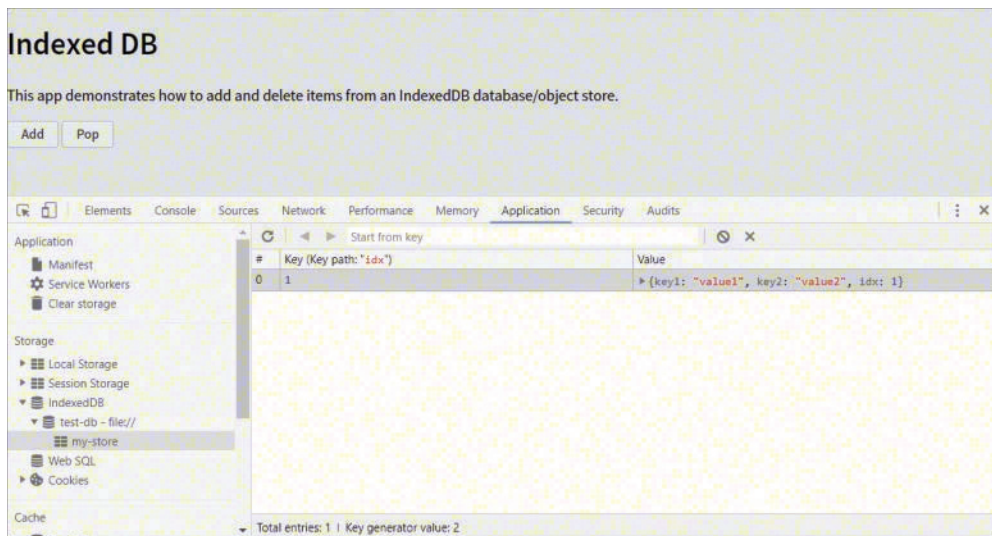 Indexed DB
This app demonstrates how to add and delete items from an IndexedDB database/object store.
Add Pop
Elements Console Sources Network Performance Memory Application Security Audits
Application
Manifest
Service Workers
Clear storage
Storage
Local Storage
Session Storage
IndexedDB
test-db - file://
my-store
Web SQL
Cookies
Cache
Start from key
# Key (Key path: "idx") Value
0 1 {key1: "value1", key2: "value2", idx: 1}
Total entries: 1 | Key generator value: 2